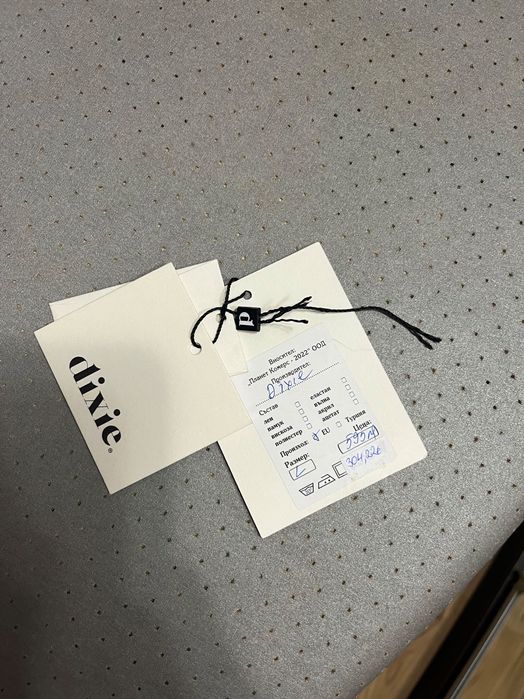 dixie®
d
Вносител:
"Планет Комерс - 2022" ООД
Производител:
Dixie
Състав
лен
памук
вискоза
полиестер
еластан
вълна
акрил
ацетат
Произход: EU Турция
Размер: Цена:
L 595лв
304,22€